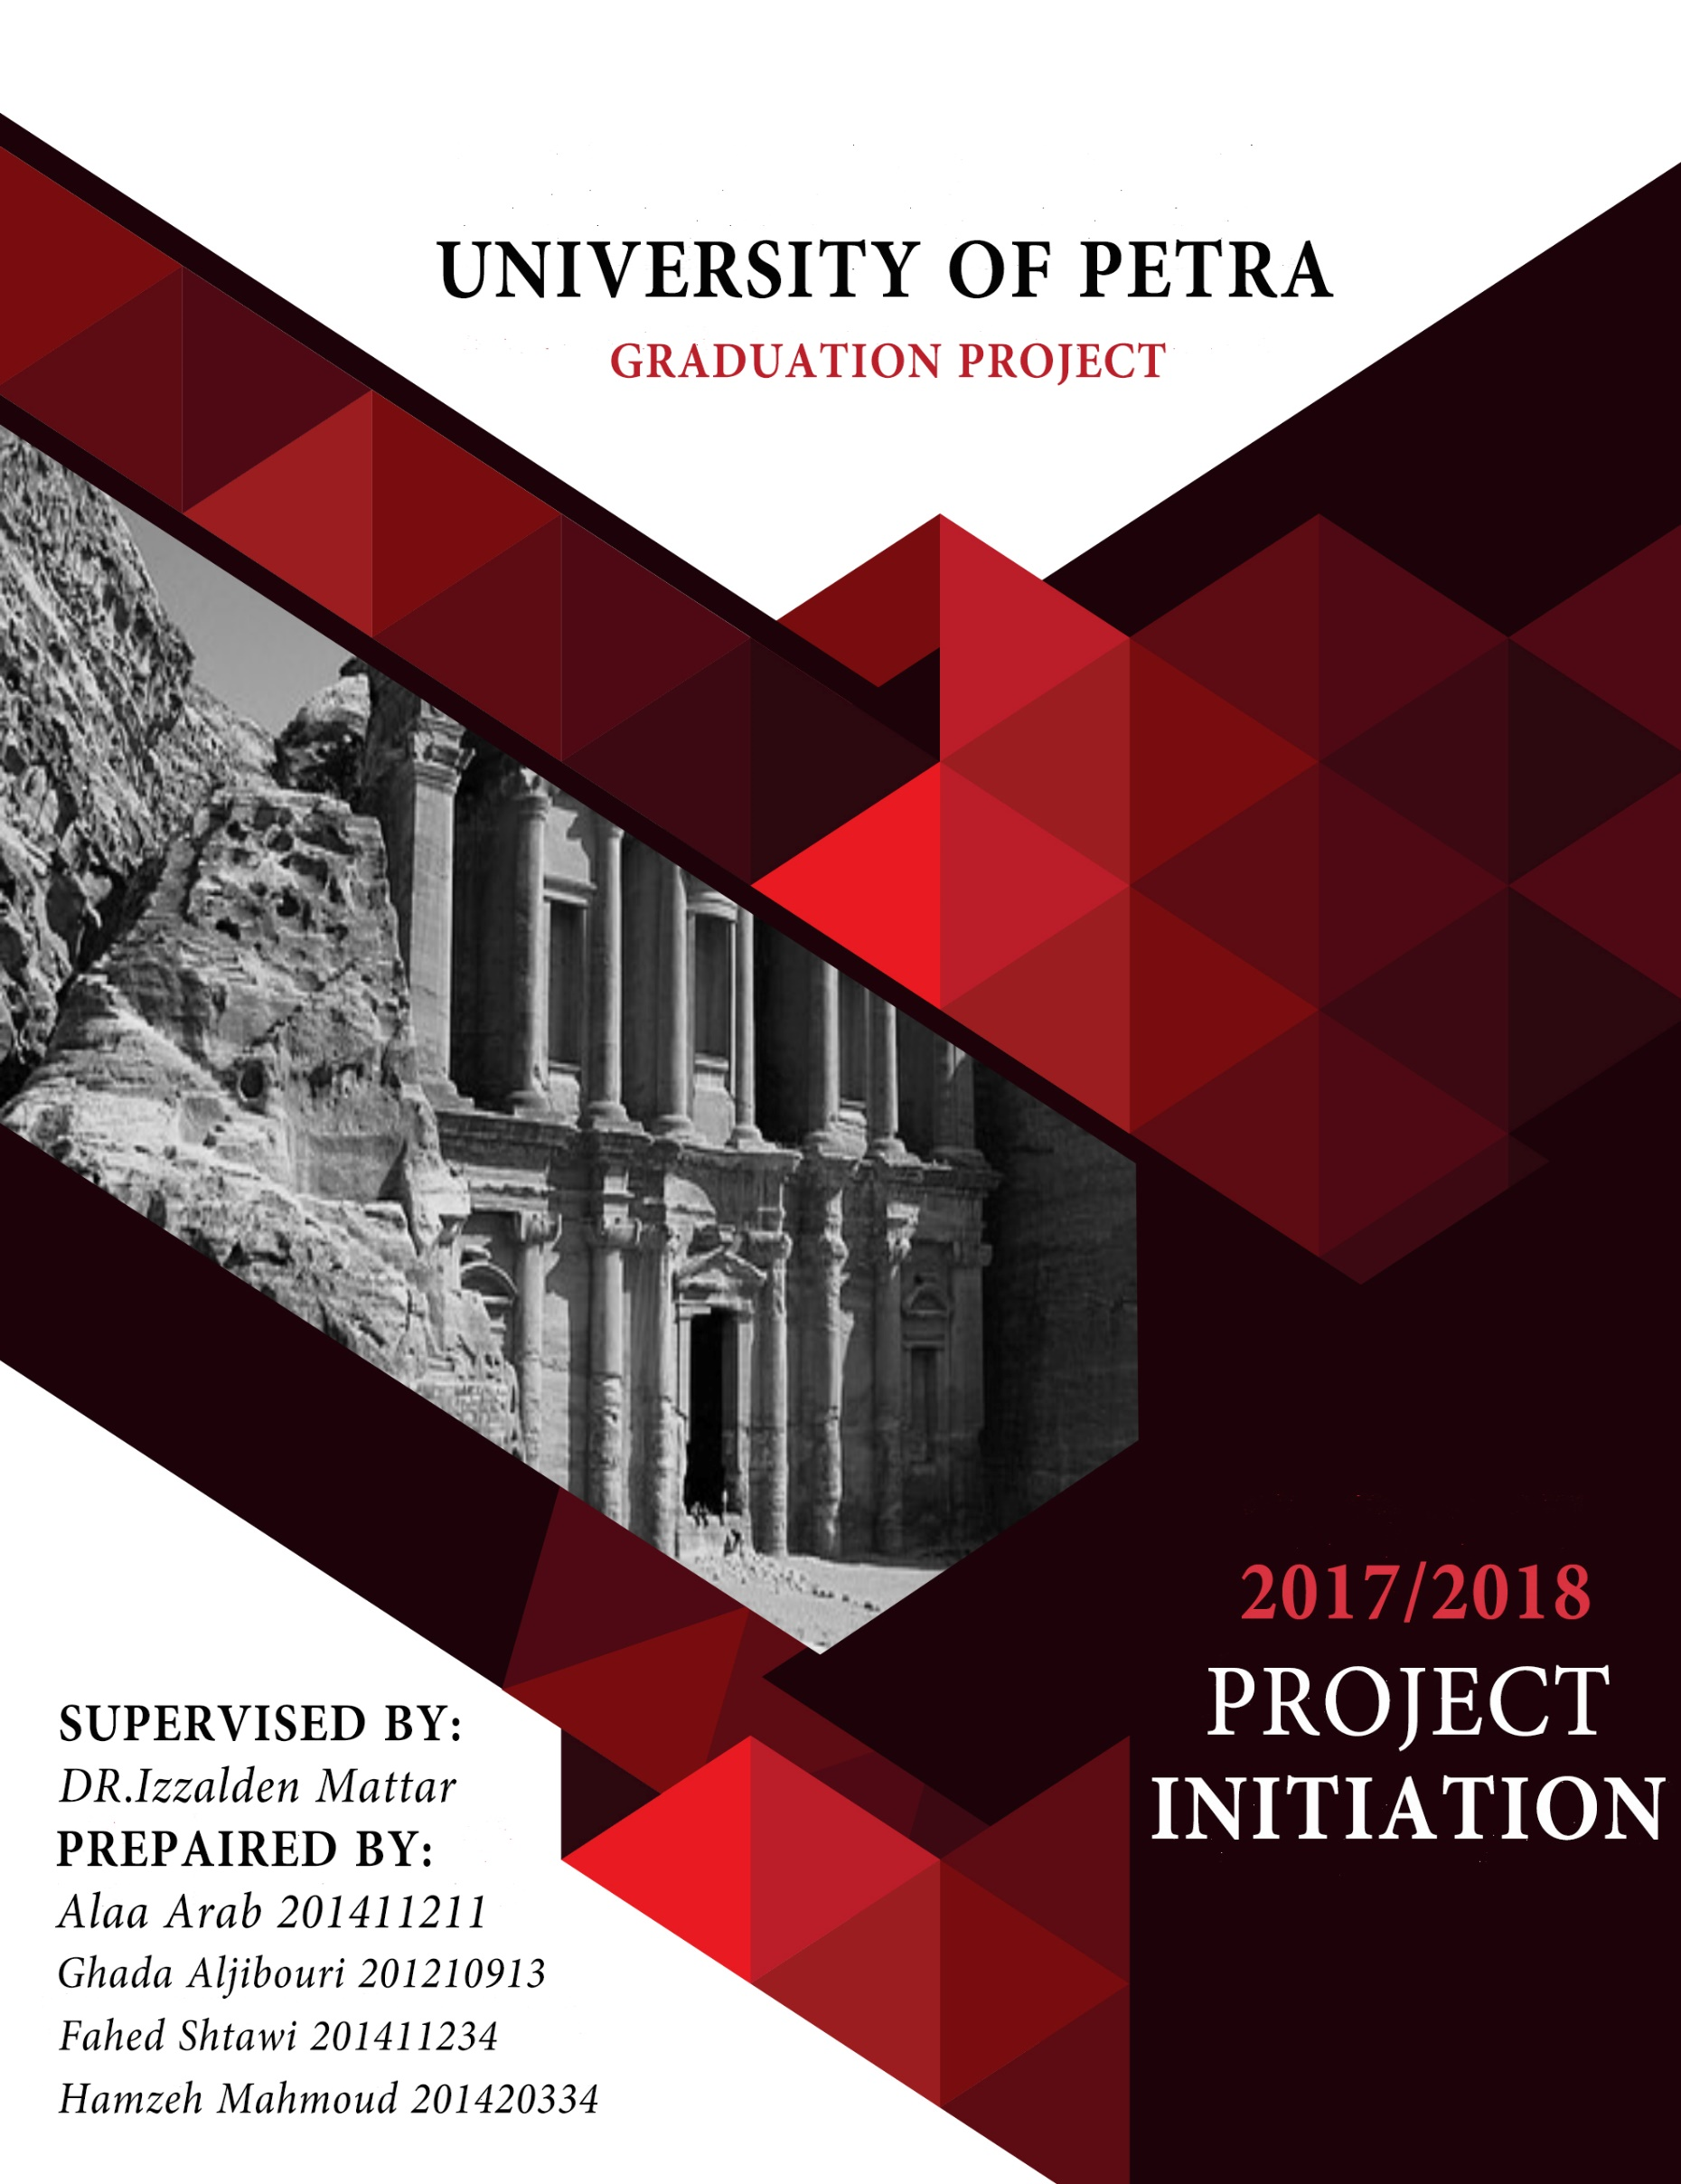 UNIVERSITY OF PETRA
GRADUATION PROJECT
2017/2018
PROJECT
INITIATION
SUPERVISED BY:
DR.Izzalden Mattar
PREPAIRED BY:
Alaa Arab 201411211
Ghada Aljibouri 201210913
Fahed Shtawi 201411234
Hamzeh Mahmoud 201420334